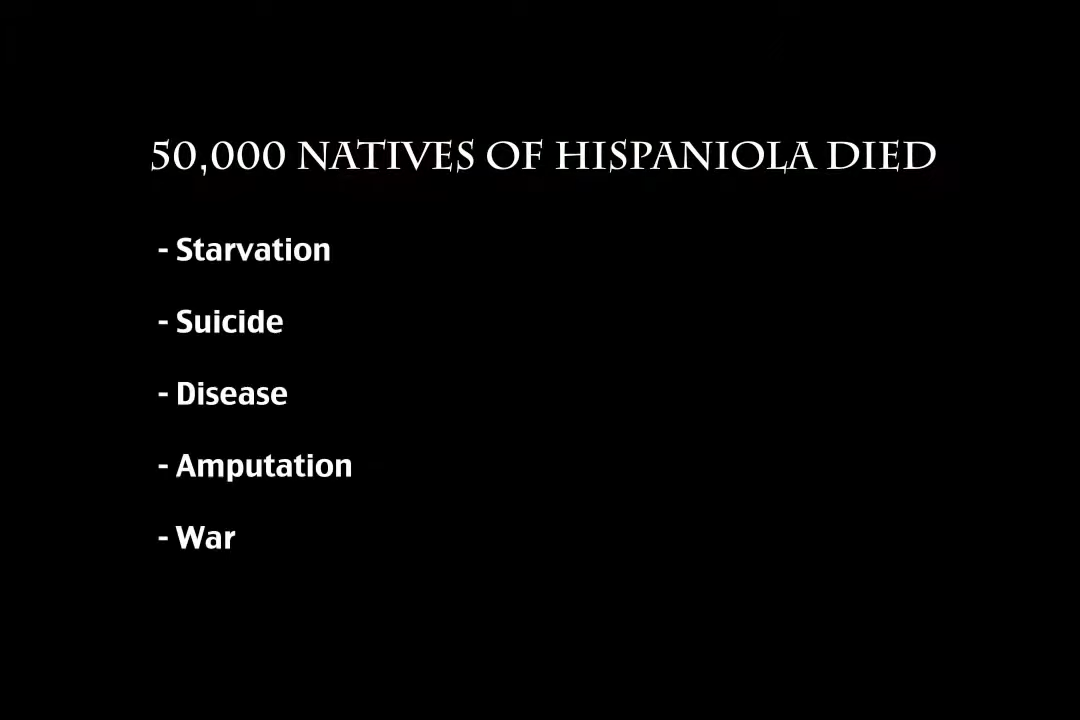 50,000 NATIVES OF HISPANIOLA DIED
- Starvation
- Suicide
- Disease
- Amputation
- War